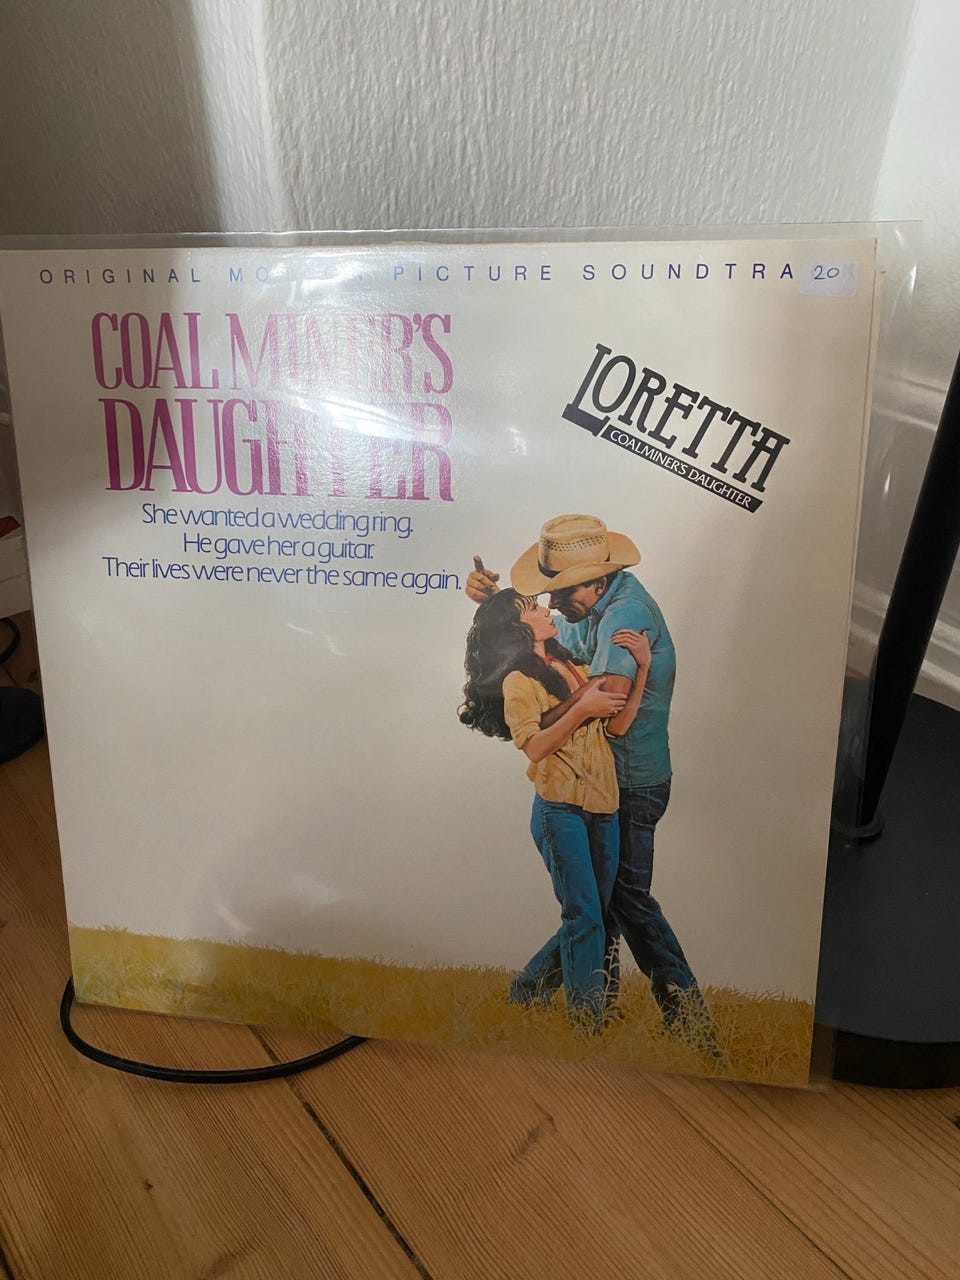 ORIGINAL MOTION PICTURE SOUNDTRA
20
COAL MINER'S
DAUGHTER
LORETTA
COALMINER'S DAUGHTER
She wanted a wedding ring.
He gave her a guitar.
Their lives were never the same again.